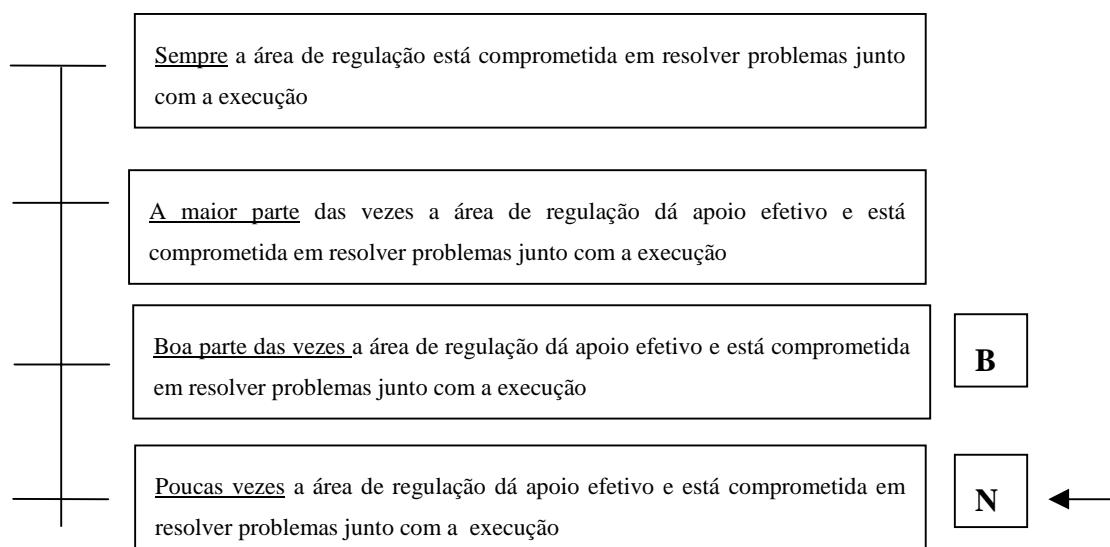 Sempre a área de regulação está comprometida em resolver problemas junto
com a execução
A maior parte das vezes a área de regulação dá apoio efetivo e está
comprometida em resolver problemas junto com a execução
Boa parte das vezes a área de regulação dá apoio efetivo e está comprometida
em resolver problemas junto com a execução
B
Poucas vezes a área de regulação dá apoio efetivo e está comprometida em
resolver problemas junto com a execução
N